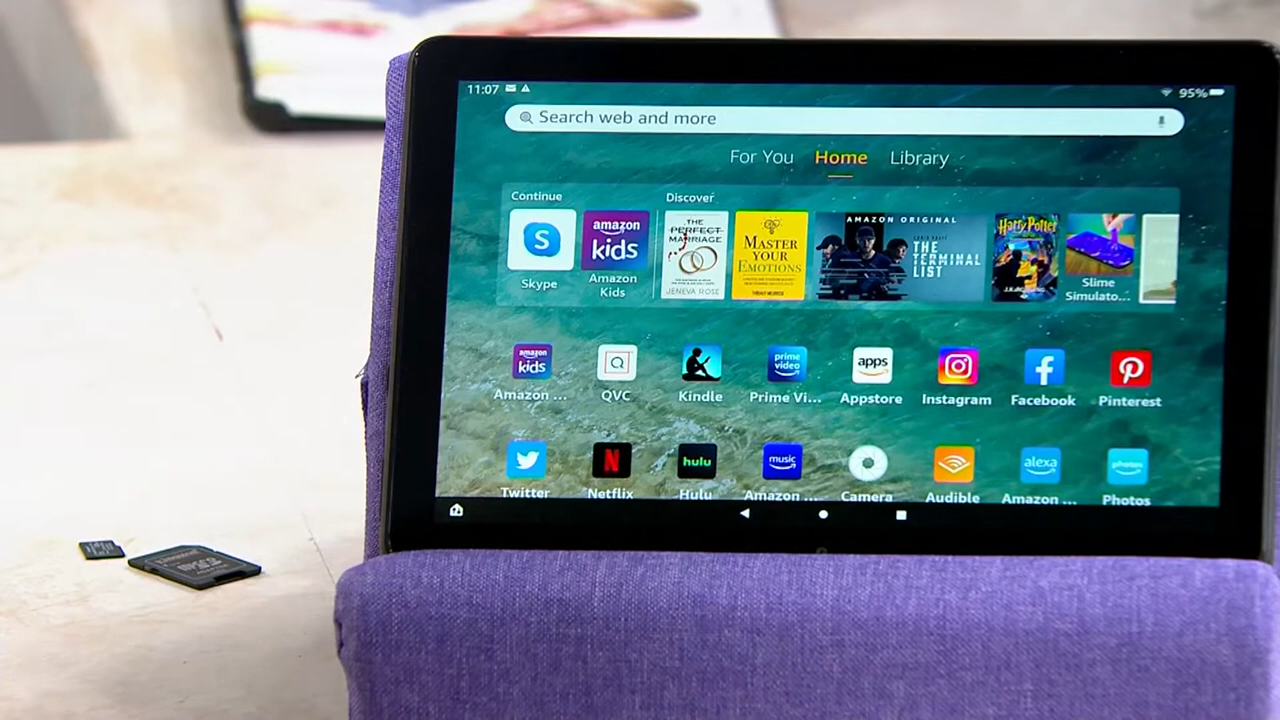 11:07
95%
Search web and more
For You Home Library
Continue Discover
amazon kids
THE PERFECT MARRIAGE
JENEVA ROSE
MASTER YOUR EMOTIONS
AMAZON ORIGINAL
THE TERMINAL LIST
Harry Potter
S
Skype
Amazon Kids
Slime Simulato...
amazon kids
prime video
apps
Amazon ...
QVC
Kindle
Prime Vi...
Appstore
Instagram
Facebook
Pinterest
N
hulu
music
alexa
photos
Twitter
Netflix
Hulu
Amazon ...
Camera
Audible
Amazon ...
Photos